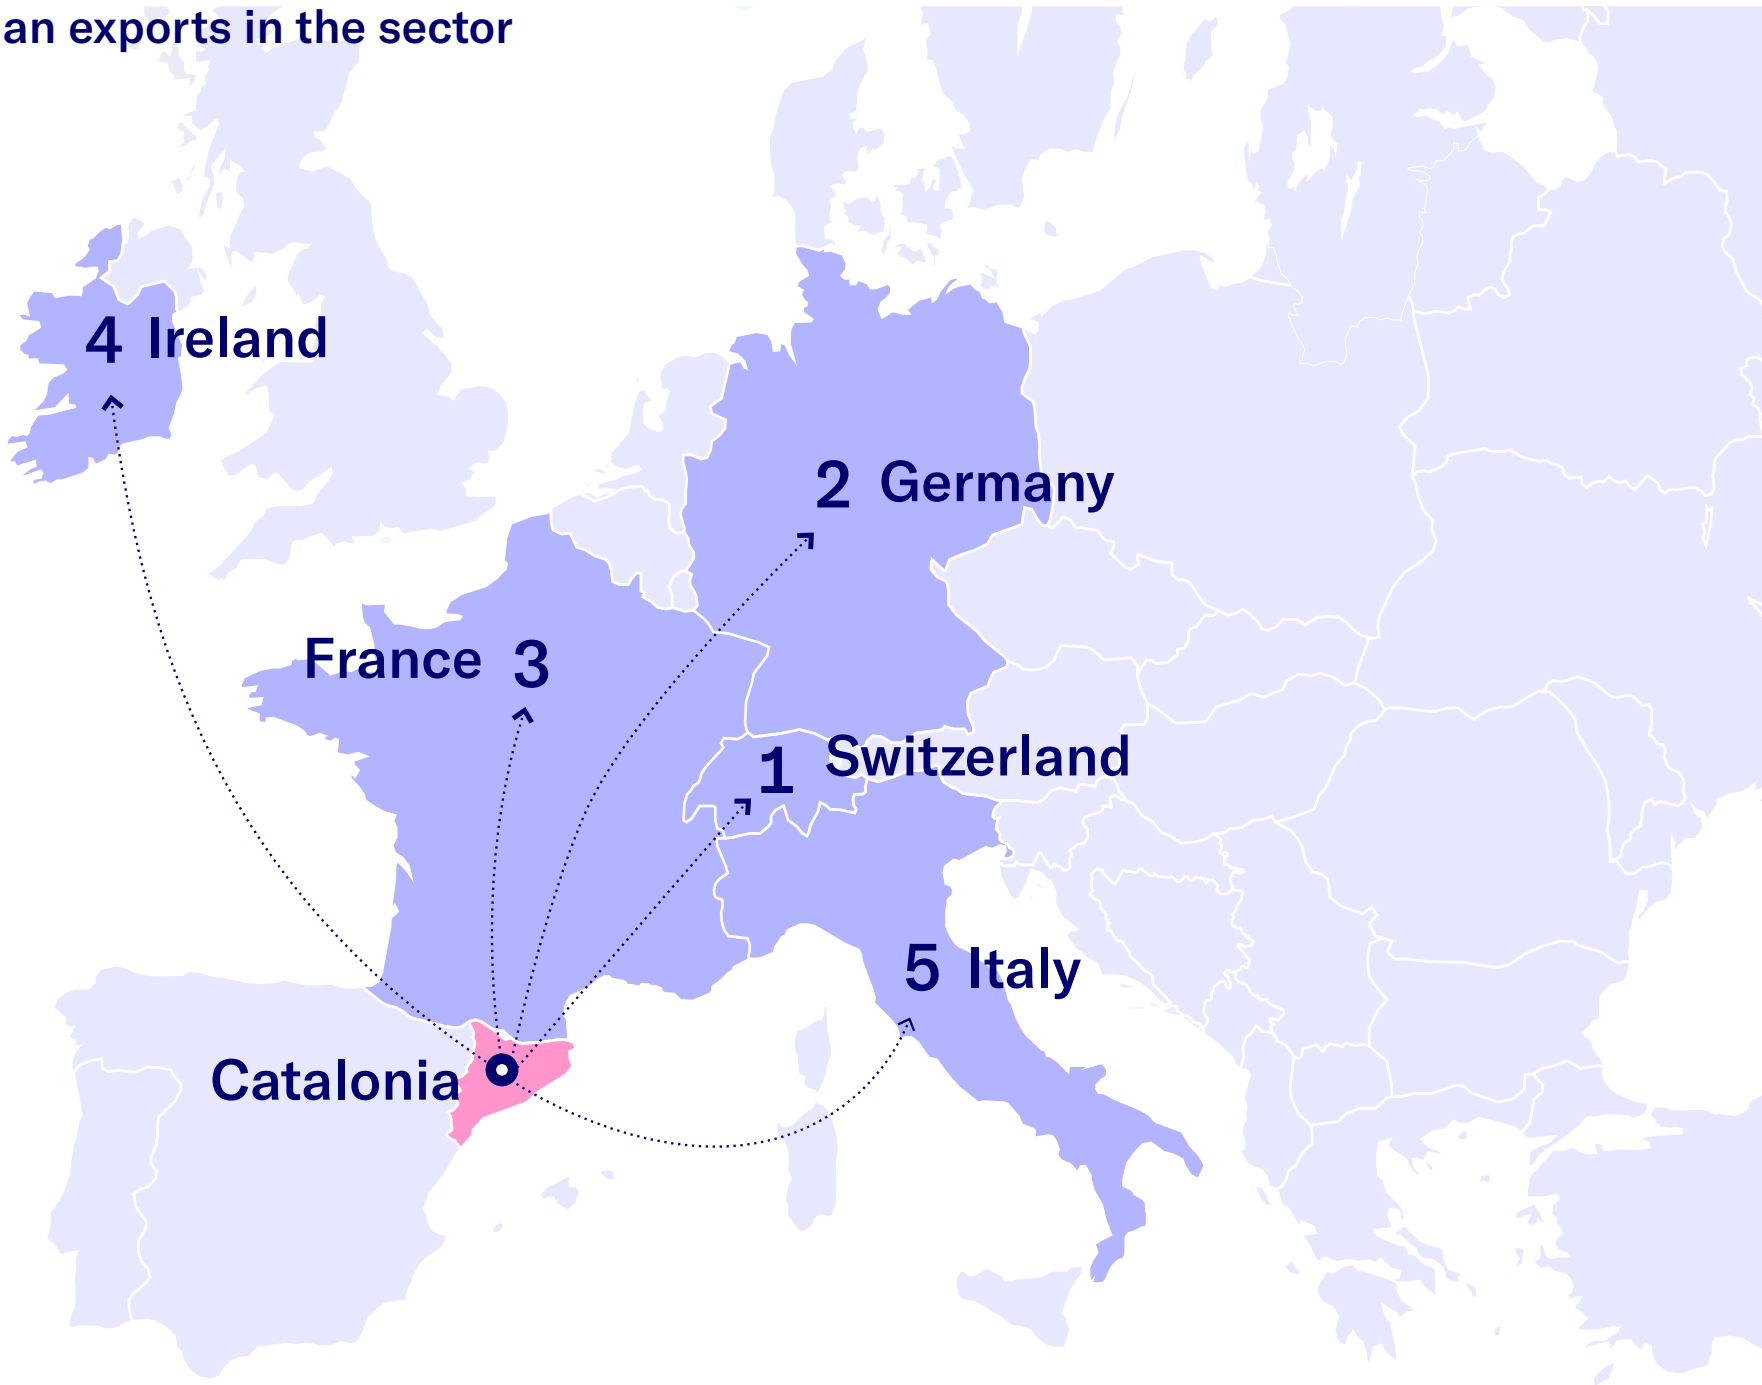 an exports in the sector
4 Ireland
2 Germany
France 3
1 Switzerland
5 Italy
Catalonia